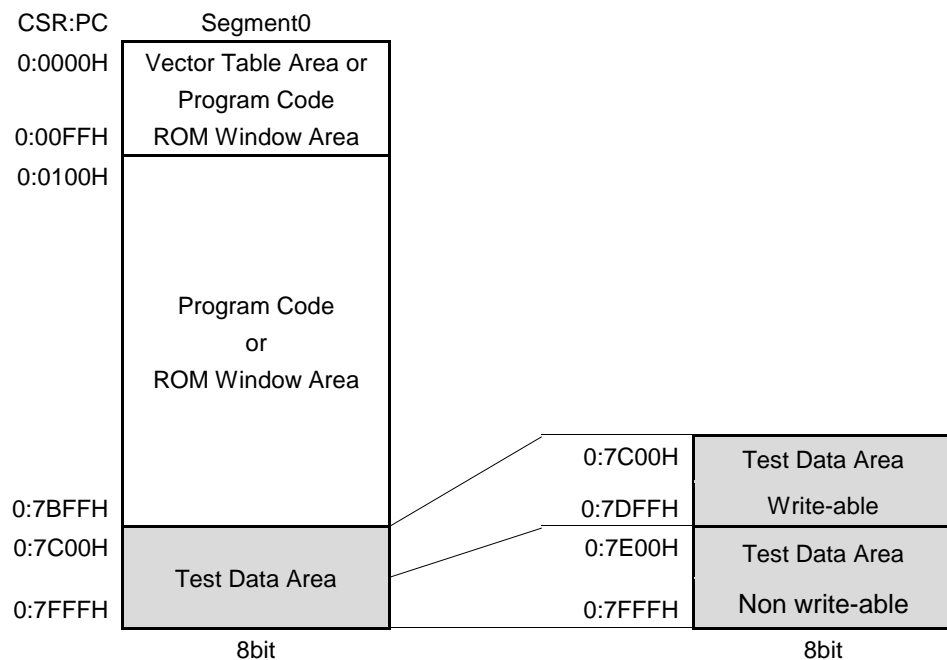 CSR:PC Segment0
0:0000H Vector Table Area or
Program Code
0:00FFH ROM Window Area
0:0100H
Program Code
or
ROM Window Area
0:7BFFH
0:7C00H
Test Data Area
0:7FFFH
8bit
0:7C00H Test Data Area
0:7DFFH Write-able
0:7E00H Test Data Area
0:7FFFH Non write-able
8bit